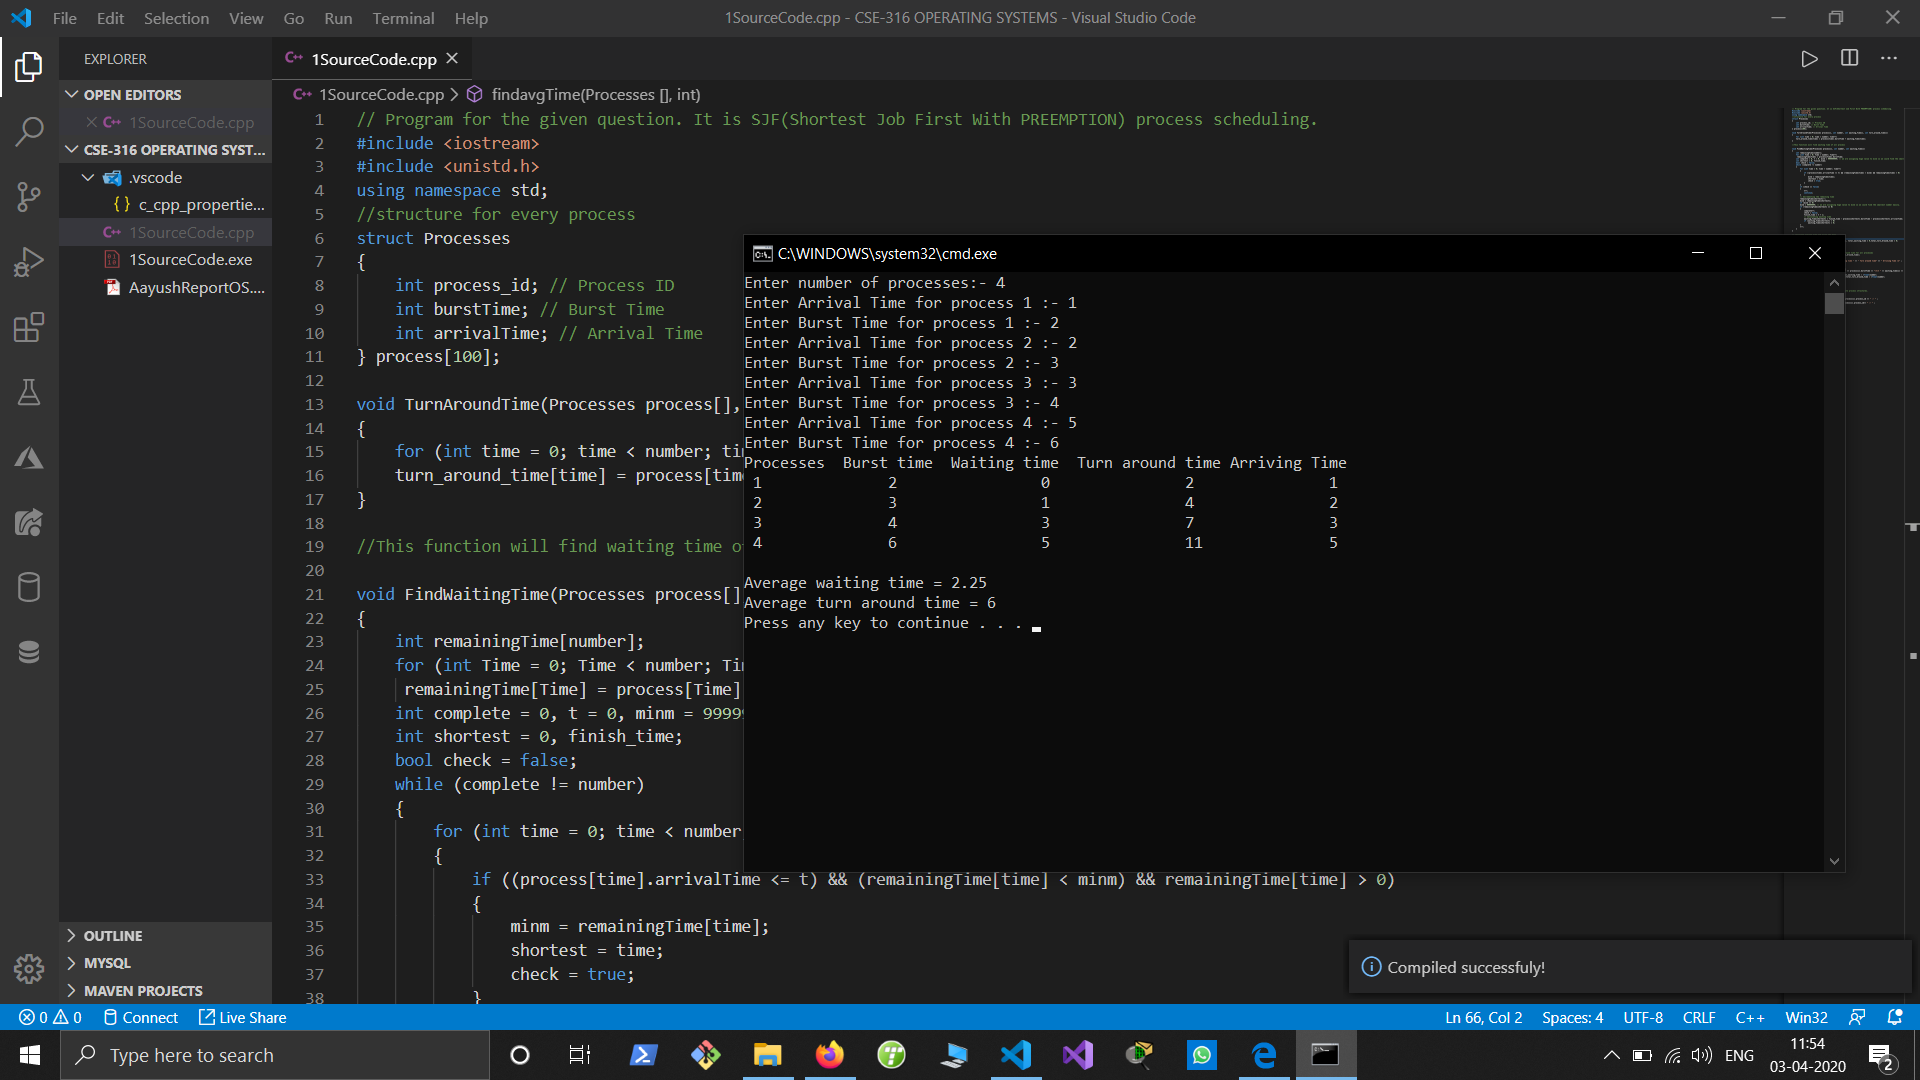 File Edit Selection View Go Run Terminal Help
1SourceCode.cpp - CSE-316 OPERATING SYSTEMS - Visual Studio Code
EXPLORER
OPEN EDITORS
1SourceCode.cpp
CSE-316 OPERATING SYST...
.vscode
{} c_cpp_propertie...
1SourceCode.cpp
1SourceCode.exe
AayushReportOS....
OUTLINE
MYSQL
MAVEN PROJECTS
1SourceCode.cpp
1SourceCode.cpp > findavgTime(Processes [], int)
1 // Program for the given question. It is SJF(Shortest Job First With PREEMPTION) process scheduling.
2 #include <iostream>
3 #include <unistd.h>
4 using namespace std;
5 //structure for every process
6 struct Processes
7 {
8 int process_id; // Process ID
9 int burstTime; // Burst Time
10 int arrivalTime; // Arrival Time
11 } process[100];
12
13 void TurnAroundTime(Processes process[],
14 {
15 for (int time = 0; time < number; ti
16 turn_around_time[time] = process[tim
17 }
18
19 //This function will find waiting time o
20
21 void FindWaitingTime(Processes process[]
22 {
23 int remainingTime[number];
24 for (int Time = 0; Time < number; Ti
25 remainingTime[Time] = process[Time]
26 int complete = 0, t = 0, minm = 9999
27 int shortest = 0, finish_time;
28 bool check = false;
29 while (complete != number)
30 {
31 for (int time = 0; time < number
32 {
33 if ((process[time].arrivalTime <= t) && (remainingTime[time] < minm) && remainingTime[time] > 0)
34 {
35 minm = remainingTime[time];
36 shortest = time;
37 check = true;
38 }
C:\WINDOWS\system32\cmd.exe
Enter number of processes:- 4
Enter Arrival Time for process 1 :- 1
Enter Burst Time for process 1 :- 2
Enter Arrival Time for process 2 :- 2
Enter Burst Time for process 2 :- 3
Enter Arrival Time for process 3 :- 3
Enter Burst Time for process 3 :- 4
Enter Arrival Time for process 4 :- 5
Enter Burst Time for process 4 :- 6
Processes Burst time Waiting time Turn around time Arriving Time
1 2 0 2 1
2 3 1 4 2
3 4 3 7 3
4 6 5 11 5
Average waiting time = 2.25
Average turn around time = 6
Press any key to continue . . .
Compiled successfuly!
0 0 Connect Live Share
Ln 66, Col 2 Spaces: 4 UTF-8 CRLF C++ Win32
Type here to search
ENG
11:54
03-04-2020
2